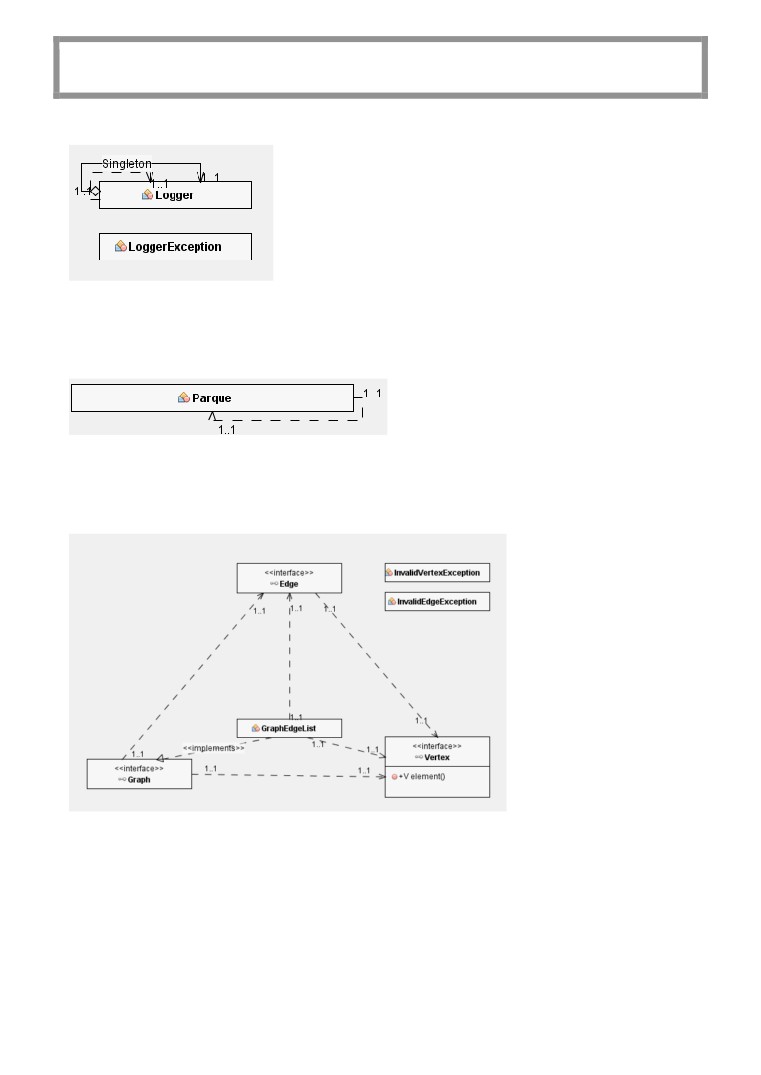 Singleton
1..1
1..1
1 1
Logger
LoggerException
Parque
1 1
1..1
<<interface>>
Edge
InvalidVertexException
InvalidEdgeException
1..1
1..1
1..1
1..1
1..1
GraphEdgeList
<<implements>>
1..1
1..1
1..1
<<interface>>
Vertex
<<interface>>
Graph
1..1
1..1
+V element()